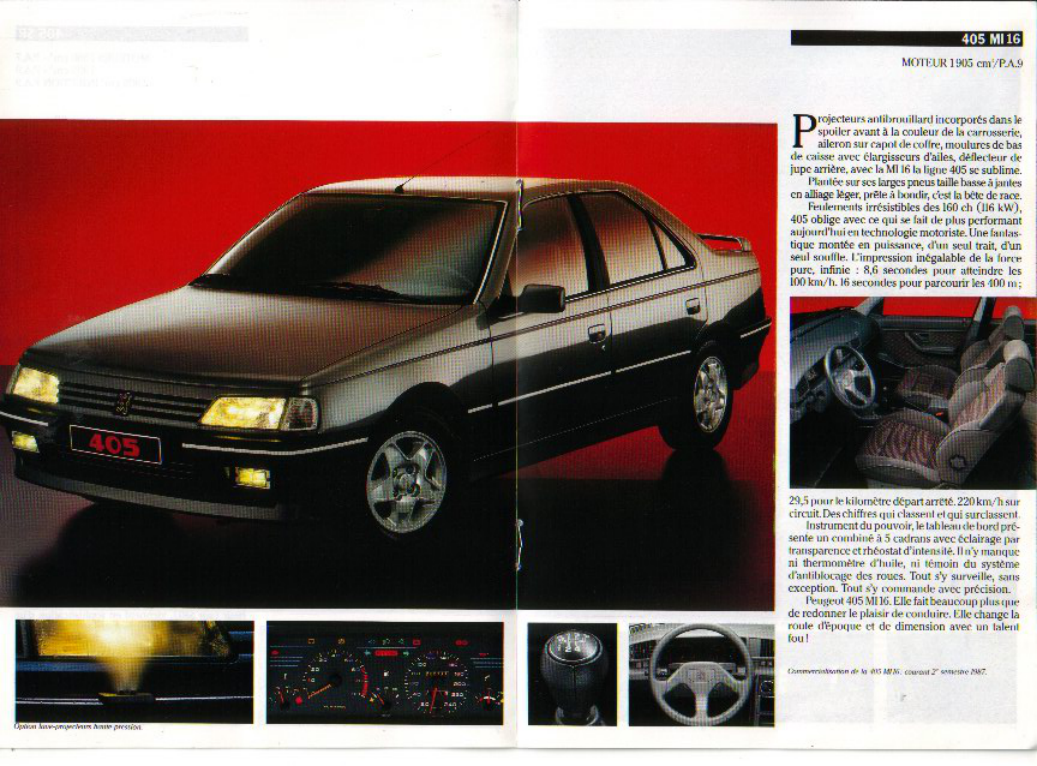 405 MI 16
MOTEUR 1905 cm³/P.A.9
Projecteurs antibrouillard incorporés dans le
spoiler avant à la couleur de la carrosserie,
aileron sur capot de coffre, moulures de bas
de caisse avec élargisseurs d'ailes, déflecteur de
jupe arrière, avec la MI 16 la ligne 405 se sublime.
Plantée sur ses larges pneus taille basse à jantes
en alliage léger, prête à bondir, c'est la bête de race.
Feulements irrésistibles des 160 ch (116 kW),
405 oblige avec ce qui se fait de plus performant
aujourd'hui en technologie motoriste. Une fantas-
tique montée en puissance, d'un seul trait, d'un
seul souffle. L'impression inégalable de la force
pure, infinie : 8,6 secondes pour atteindre les
100 km/h. 16 secondes pour parcourir les 400 m ;
405
29,5 pour le kilomètre départ arrêté. 220 km/h sur
circuit. Des chiffres qui classent et qui surclassent.
Instrument du pouvoir, le tableau de bord pré-
sente un combiné à 5 cadrans avec éclairage par
transparence et rhéostat d'intensité. Il n'y manque
ni thermomètre d'huile, ni témoin du système
d'antiblocage des roues. Tout s'y surveille, sans
exception. Tout s'y commande avec précision.
Peugeot 405 MI 16. Elle fait beaucoup plus que
de redonner le plaisir de conduire. Elle change la
route d'époque et de dimension avec un talent
fou !
Commercialisation de la 405 MI 16 : courant 2e semestre 1987.
Option lave-projecteurs haute pression.